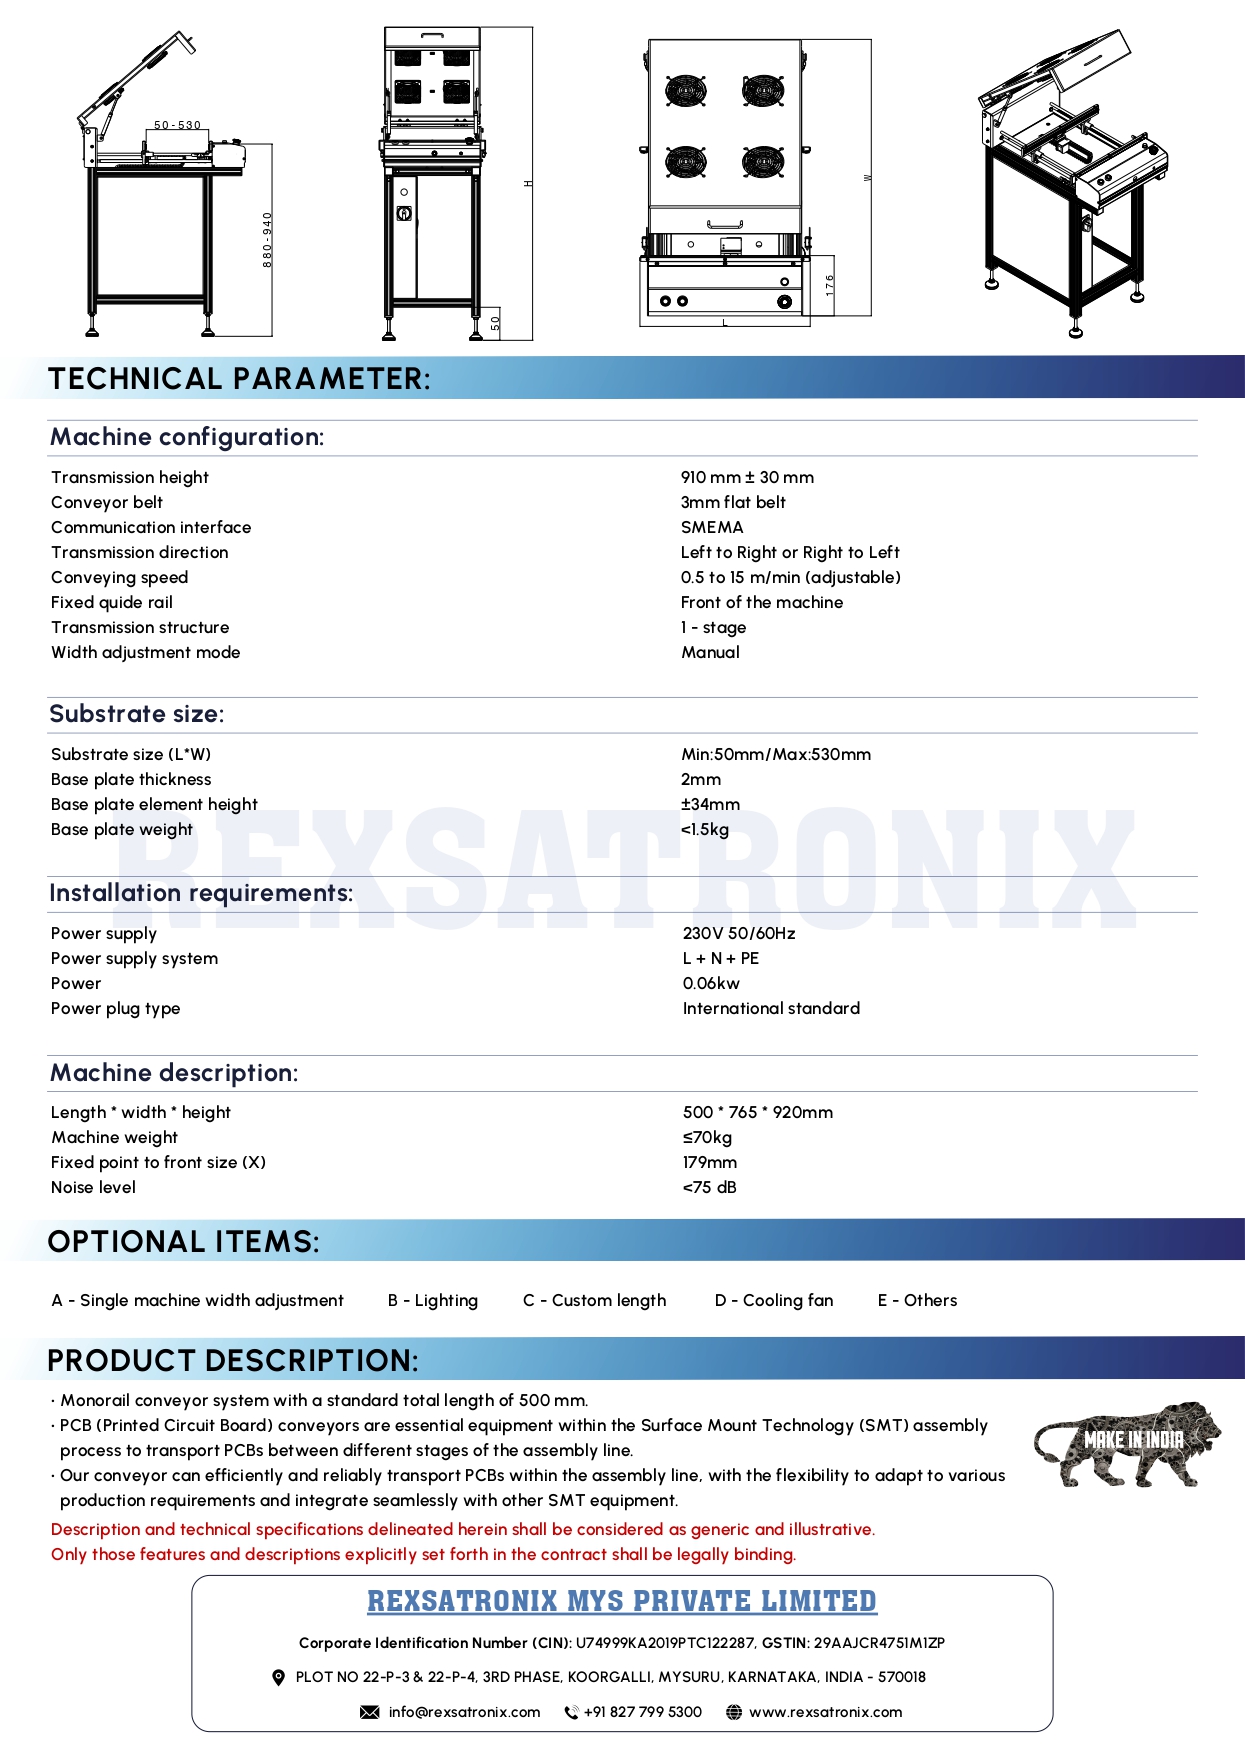 50-530
880-940
H
50
W
176
L
TECHNICAL PARAMETER:
Machine configuration:
Transmission height 910 mm ± 30 mm
Conveyor belt 3mm flat belt
Communication interface SMEMA
Transmission direction Left to Right or Right to Left
Conveying speed 0.5 to 15 m/min (adjustable)
Fixed quide rail Front of the machine
Transmission structure 1 - stage
Width adjustment mode Manual
Substrate size:
Substrate size (L*W) Min:50mm/Max:530mm
Base plate thickness 2mm
Base plate element height ±34mm
Base plate weight <1.5kg
REXSATRONIX
Installation requirements:
Power supply 230V 50/60Hz
Power supply system L + N + PE
Power 0.06kw
Power plug type International standard
Machine description:
Length * width * height 500 * 765 * 920mm
Machine weight ≤70kg
Fixed point to front size (X) 179mm
Noise level <75 dB
OPTIONAL ITEMS:
A - Single machine width adjustment B - Lighting C - Custom length D - Cooling fan E - Others
PRODUCT DESCRIPTION:
· Monorail conveyor system with a standard total length of 500 mm.
· PCB (Printed Circuit Board) conveyors are essential equipment within the Surface Mount Technology (SMT) assembly
process to transport PCBs between different stages of the assembly line.
· Our conveyor can efficiently and reliably transport PCBs within the assembly line, with the flexibility to adapt to various
production requirements and integrate seamlessly with other SMT equipment.
MAKE IN INDIA
Description and technical specifications delineated herein shall be considered as generic and illustrative.
Only those features and descriptions explicitly set forth in the contract shall be legally binding.
REXSATRONIX MYS PRIVATE LIMITED
Corporate Identification Number (CIN): U74999KA2019PTC122287, GSTIN: 29AAJCR4751M1ZP
PLOT NO 22-P-3 & 22-P-4, 3RD PHASE, KOORGALLI, MYSURU, KARNATAKA, INDIA - 570018
info@rexsatronix.com +91 827 799 5300 www.rexsatronix.com